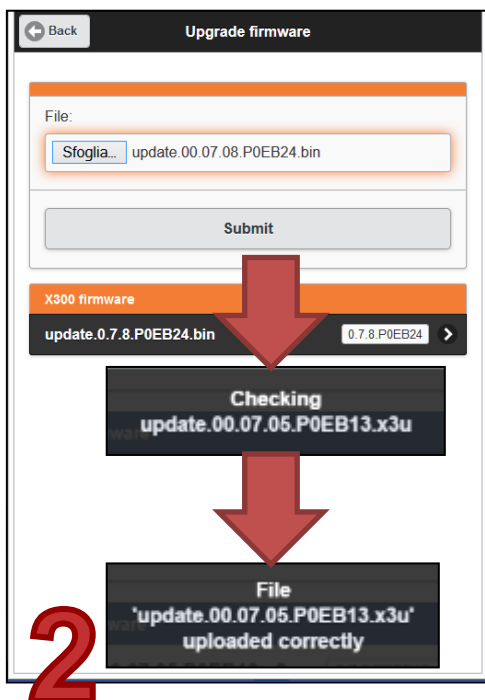 Back
Upgrade firmware
File:
Sfoglia... update.00.07.08.P0EB24.bin
Submit
X300 firmware
update.0.7.8.P0EB24.bin 0.7.8.P0EB24
Checking
update.00.07.05.P0EB13.x3u
File
'update.00.07.05.P0EB13.x3u'
uploaded correctly
2